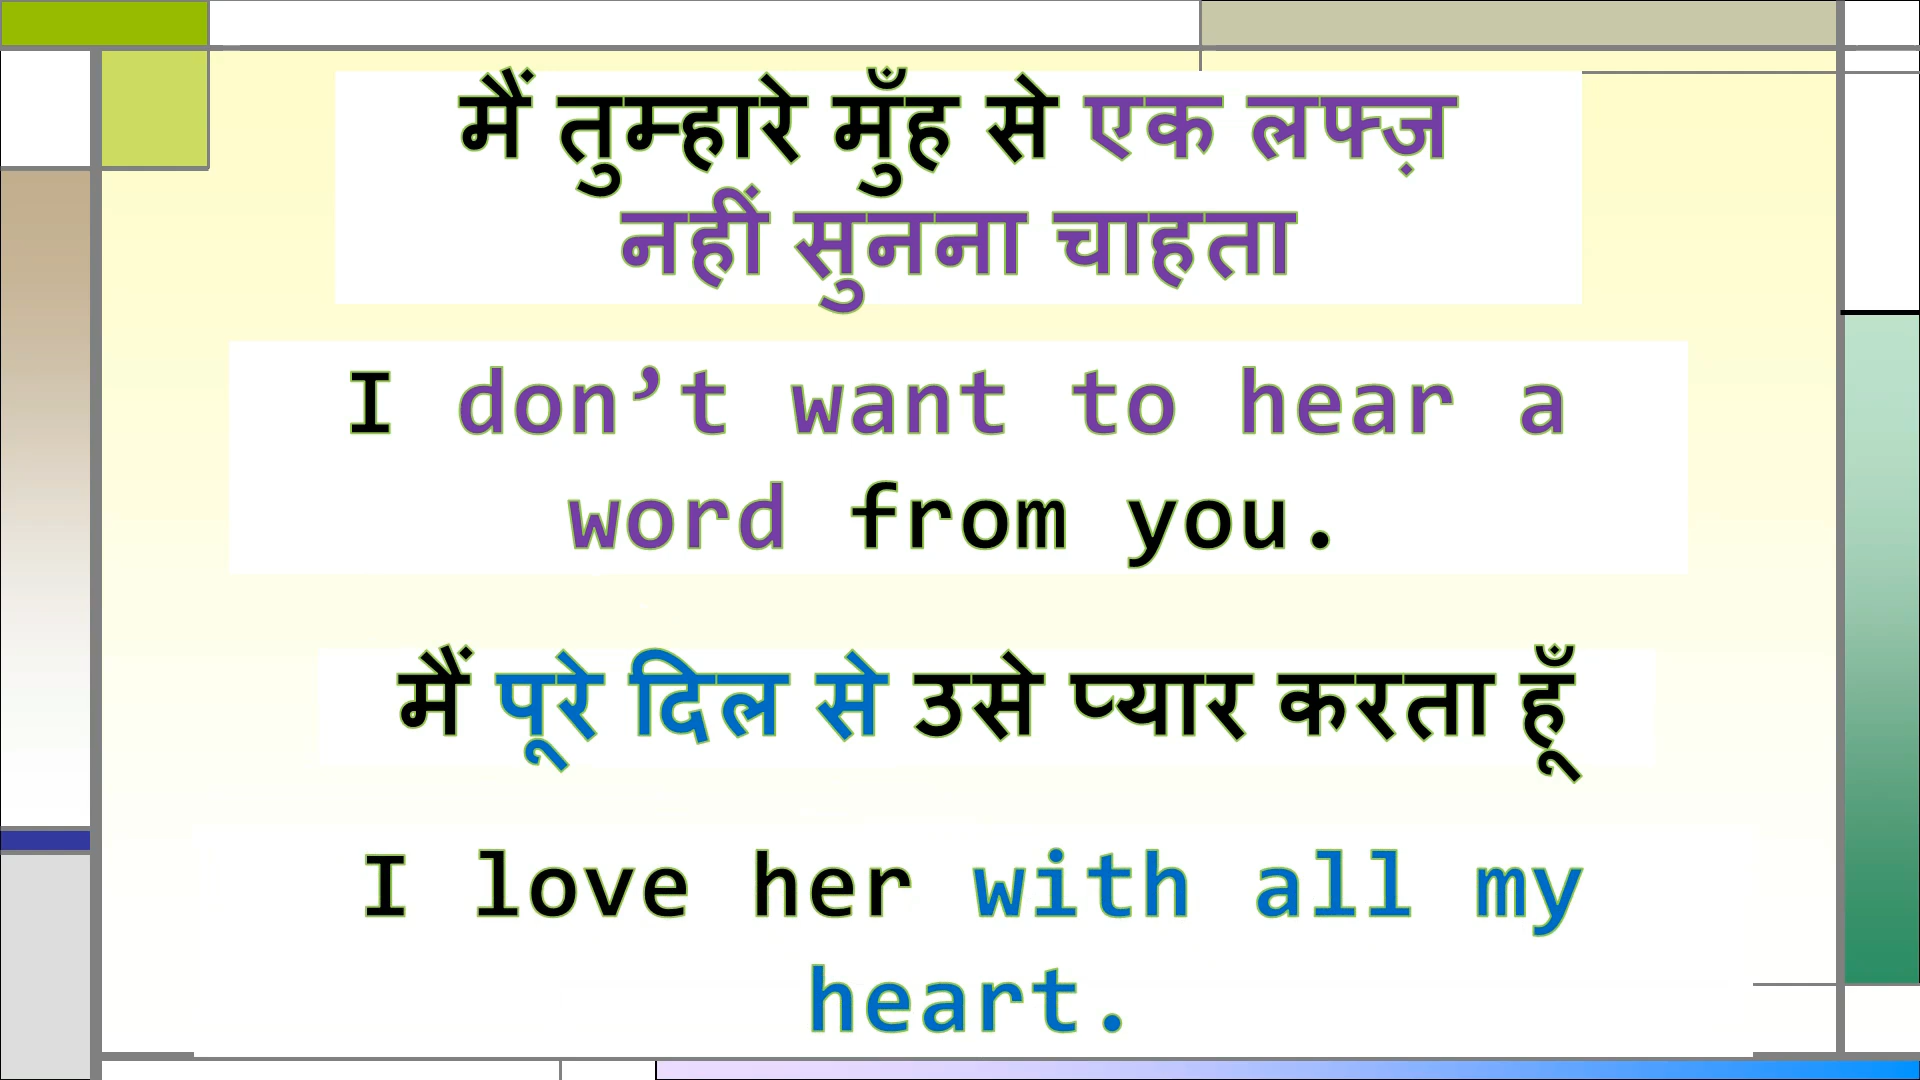 मैं तुम्हारे मुँह से एक लफ्ज़
नहीं सुनना चाहता
I don’t want to hear a
word from you.
मैं पूरे दिल से उसे प्यार करता हूँ
I love her with all my
heart.